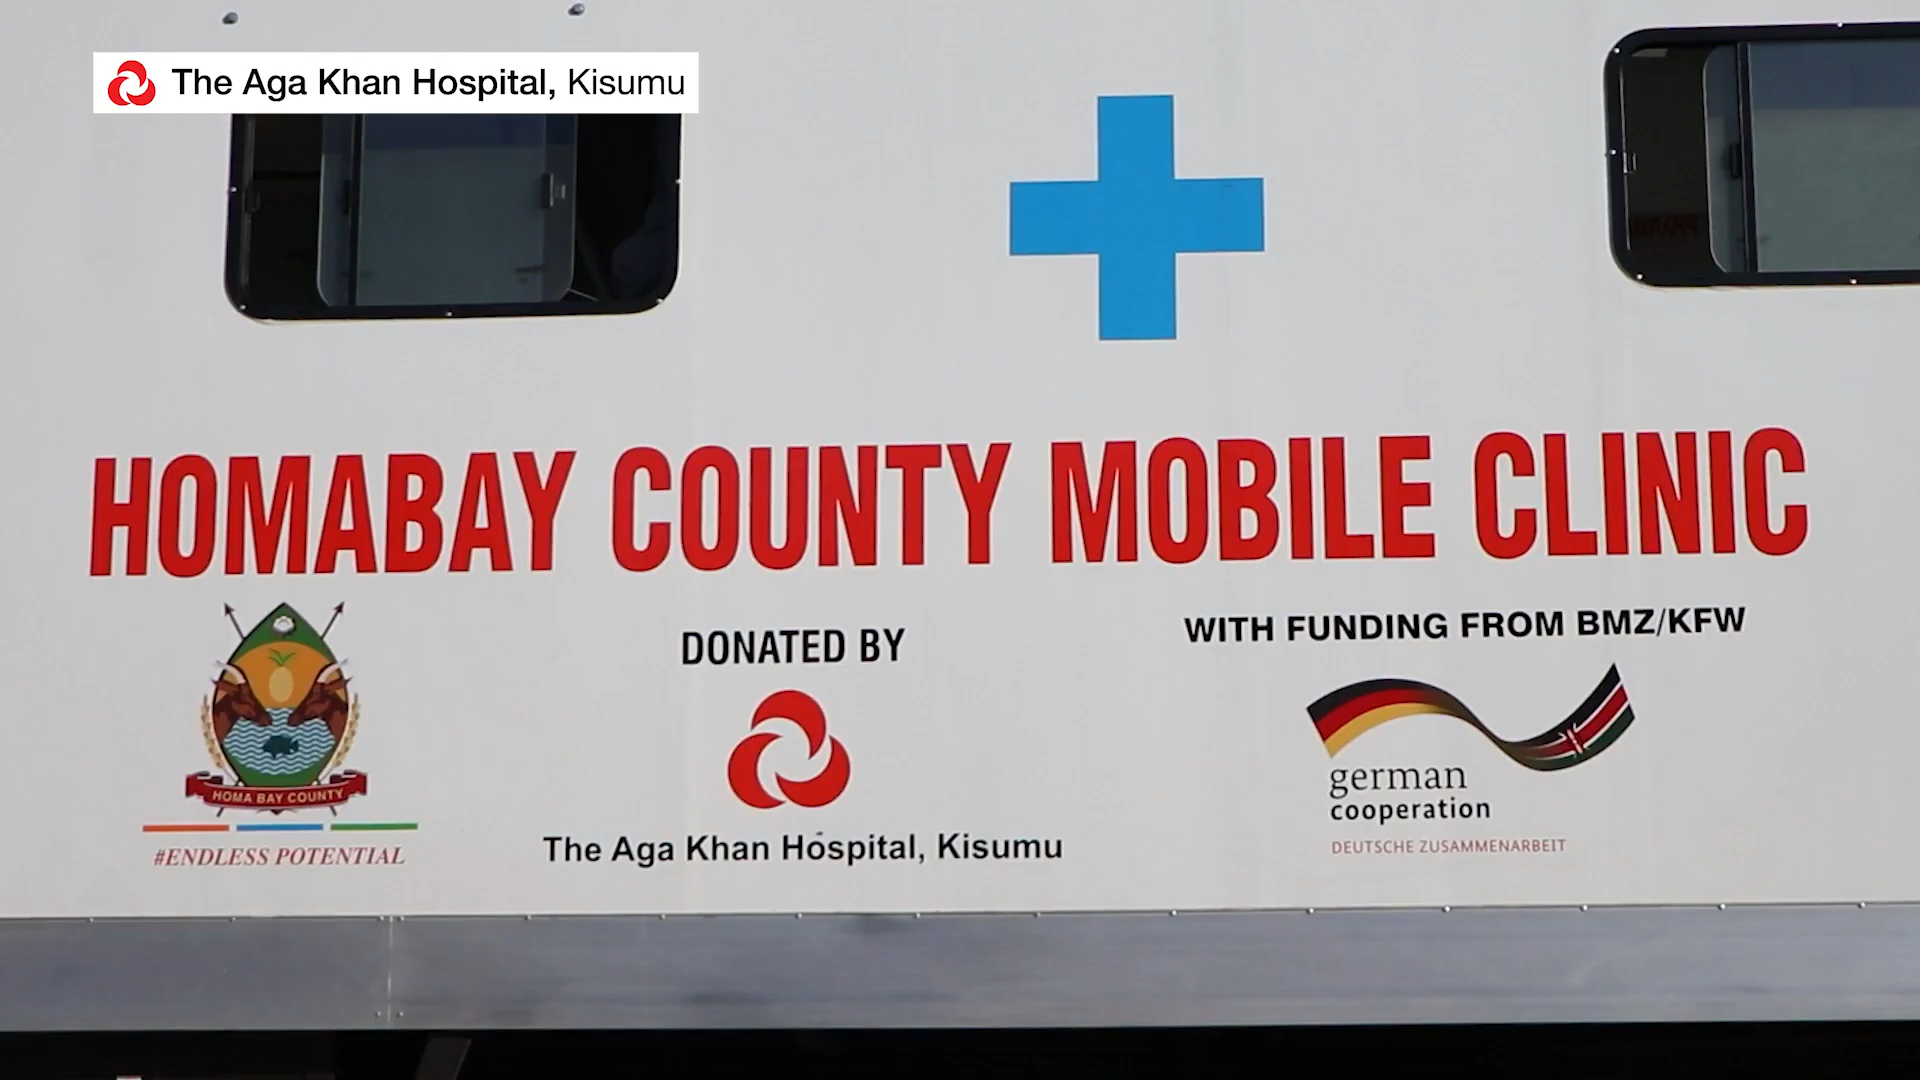 The Aga Khan Hospital, Kisumu
HOMABAY COUNTY MOBILE CLINIC
HOMA BAY COUNTY
#ENDLESS POTENTIAL
DONATED BY
The Aga Khan Hospital, Kisumu
WITH FUNDING FROM BMZ/KFW
german
cooperation
DEUTSCHE ZUSAMMENARBEIT